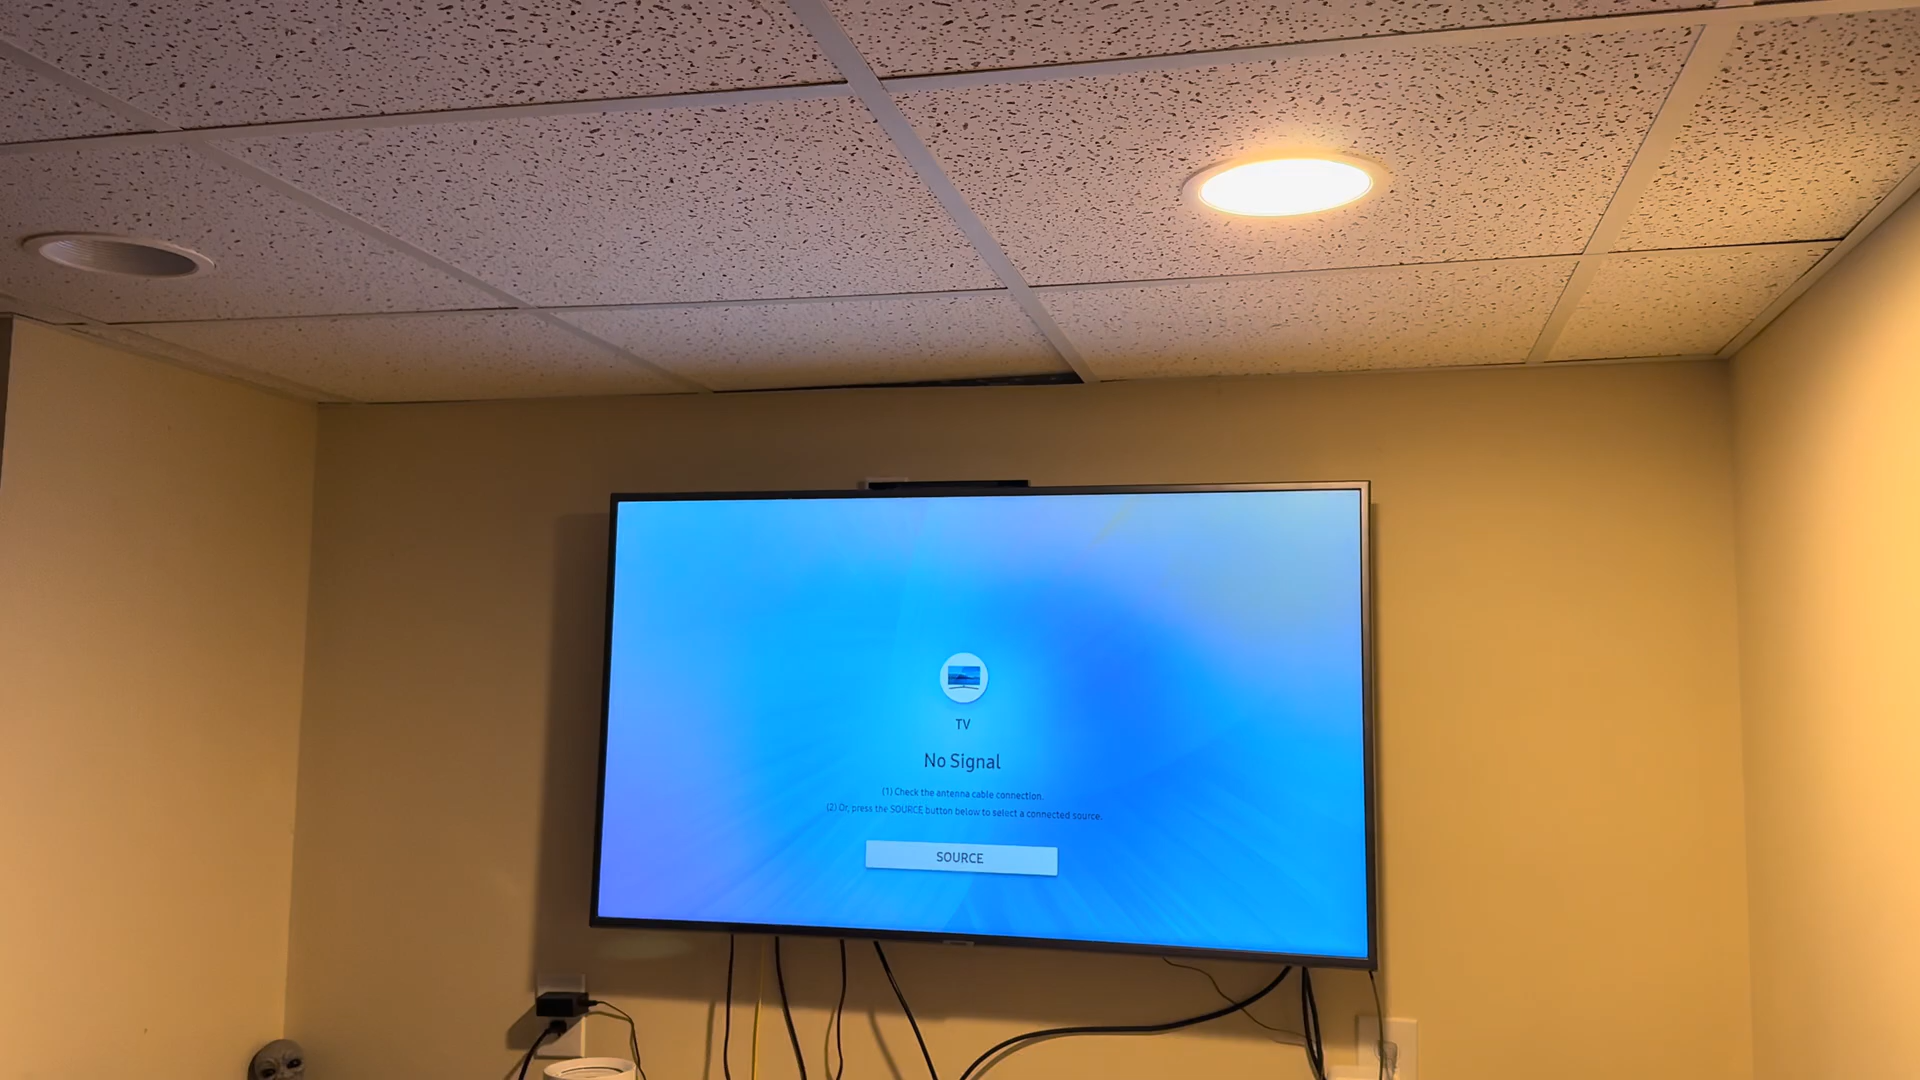 TV
No Signal
(1) Check the antenna cable connection.
(2) Or, press the SOURCE button below to select a connected source.
SOURCE